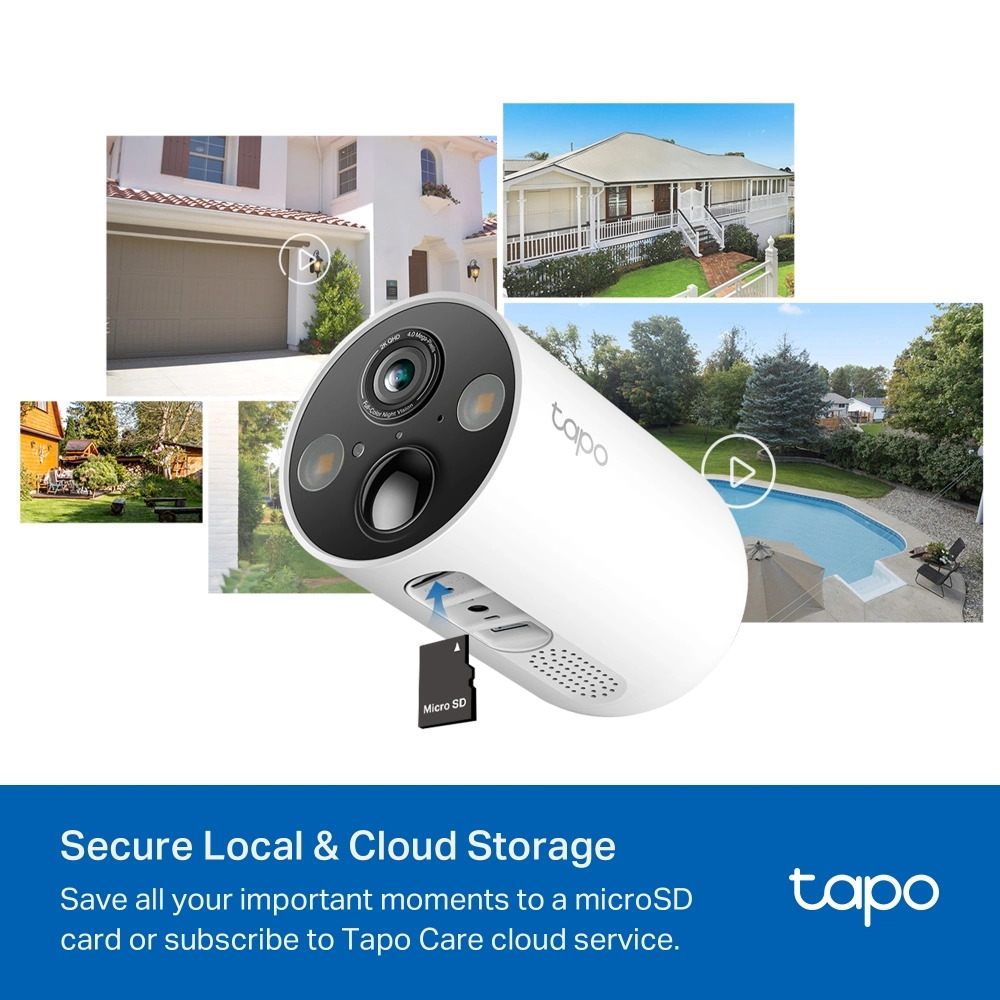 2K QHD 4.0 Mega-Pixels
Full-Color Night Vision
tapo
Micro SD
Secure Local & Cloud Storage
Save all your important moments to a microSD
card or subscribe to Tapo Care cloud service.
tapo